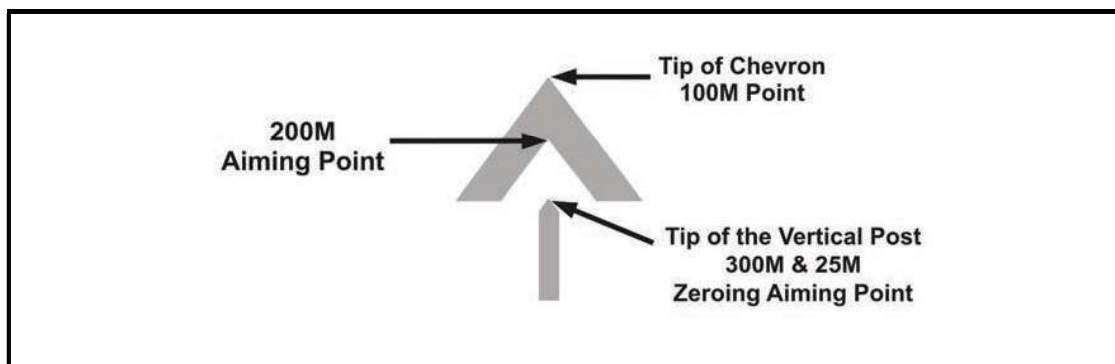 Tip of Chevron
100M Point
200M
Aiming Point
Tip of the Vertical Post
300M & 25M
Zeroing Aiming Point